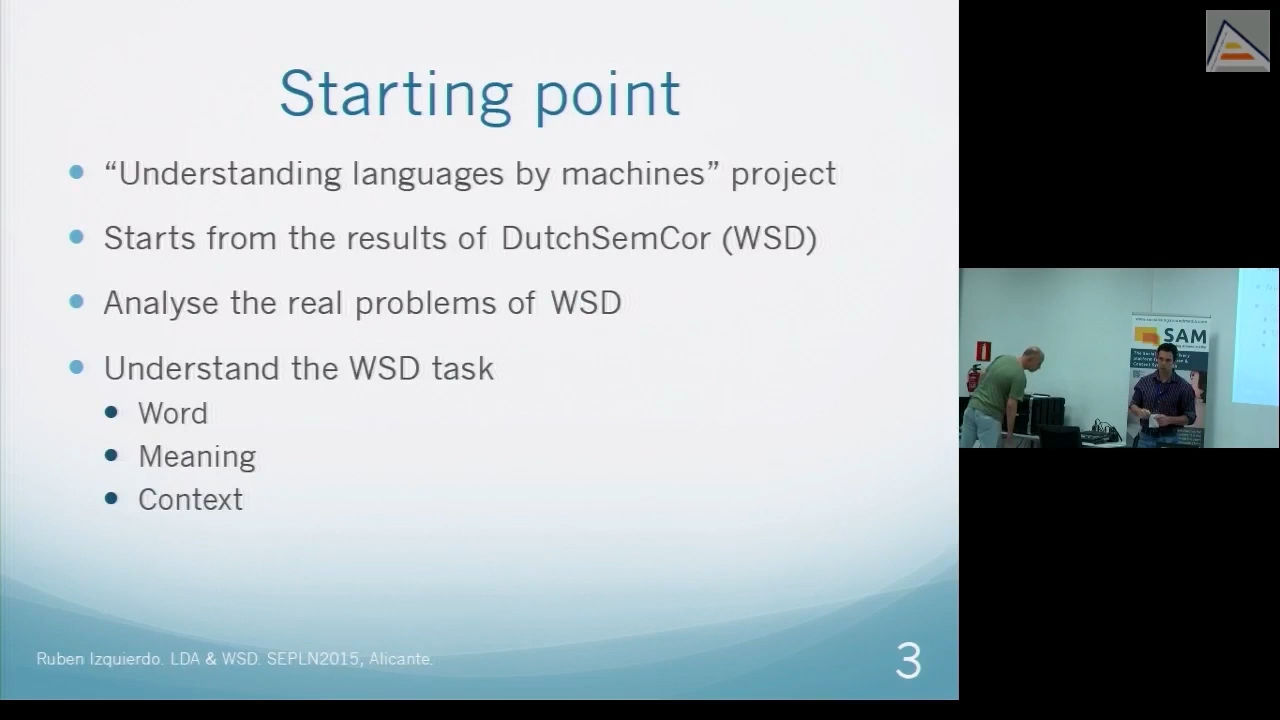 Starting point
“Understanding languages by machines” project
Starts from the results of DutchSemCor (WSD)
Analyse the real problems of WSD
Understand the WSD task
Word
Meaning
Context
Ruben Izquierdo. LDA & WSD. SEPLN2015, Alicante.
3
SAM